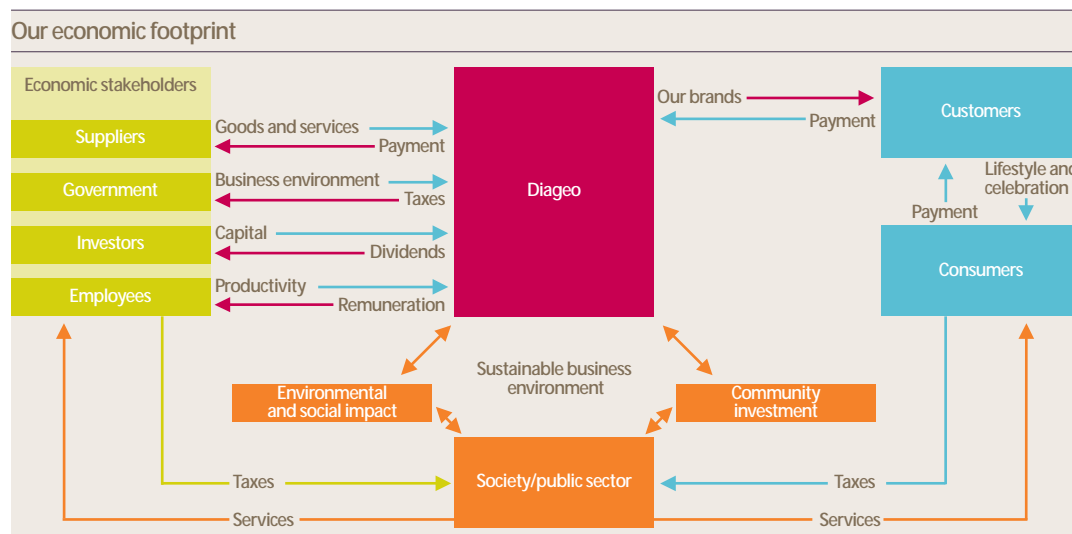 Our economic footprint
Economic stakeholders
Suppliers
Goods and services
Payment
Government
Business environment
Taxes
Investors
Capital
Dividends
Employees
Productivity
Remuneration
Diageo
Our brands
Payment
Customers
Payment
Lifestyle and
celebration
Consumers
Sustainable business
environment
Environmental
and social impact
Community
investment
Society/public sector
Taxes
Taxes
Services
Services